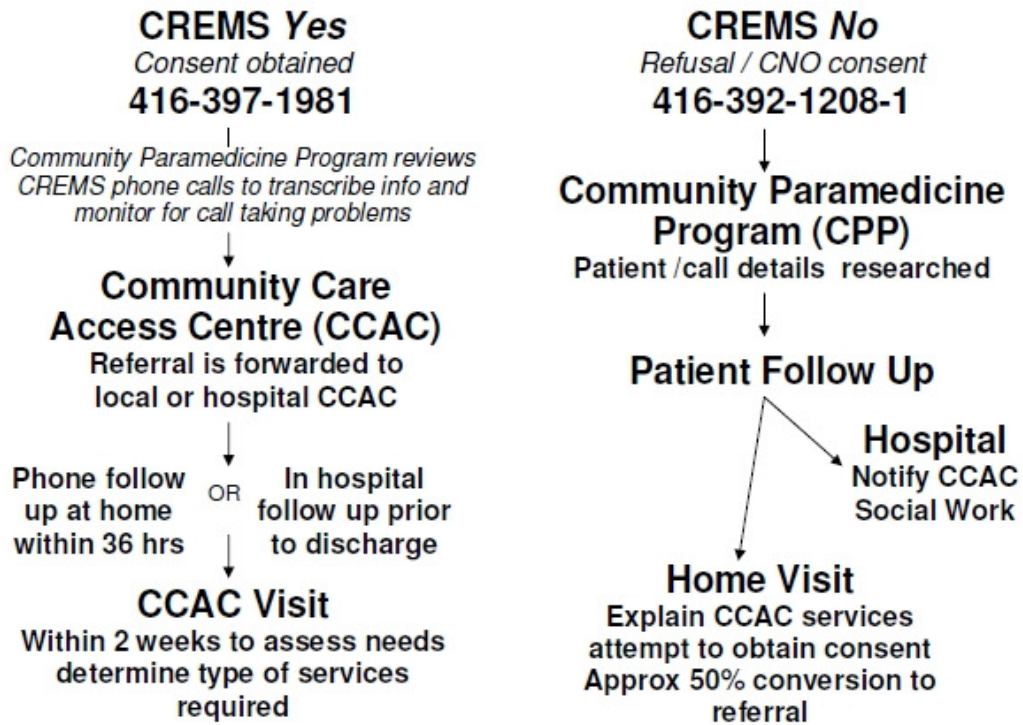 CREMS Yes
Consent obtained
416-397-1981
Community Paramedicine Program reviews
CREMS phone calls to transcribe info and
monitor for call taking problems
Community Care
Access Centre (CCAC)
Referral is forwarded to
local or hospital CCAC
Phone follow
up at home
within 36 hrs
OR
In hospital
follow up prior
to discharge
CCAC Visit
Within 2 weeks to assess needs
determine type of services
required
CREMS No
Refusal / CNO consent
416-392-1208-1
Community Paramedicine
Program (CPP)
Patient /call details researched
Patient Follow Up
Hospital
Notify CCAC
Social Work
Home Visit
Explain CCAC services
attempt to obtain consent
Approx 50% conversion to
referral